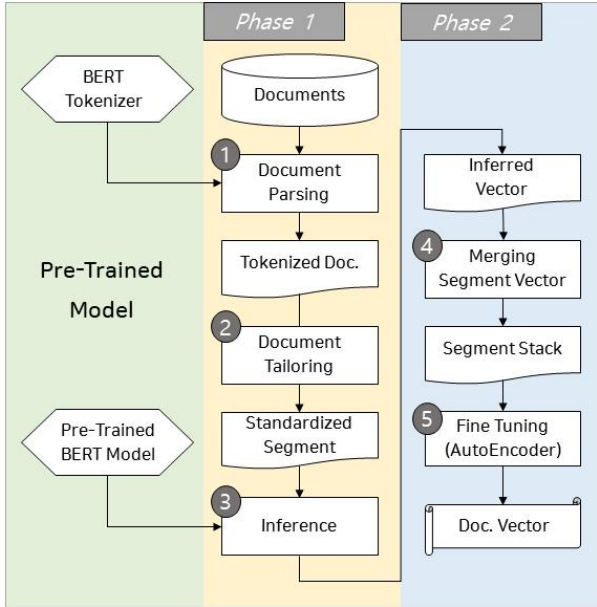 Phase 1
Phase 2
BERT
Tokenizer
Documents
1
Document
Parsing
Tokenized Doc.
Pre-Trained
Model
2
Document
Tailoring
Pre-Trained
BERT Model
Standardized
Segment
3
Inference
Inferred
Vector
4
Merging
Segment Vector
Segment Stack
5
Fine Tuning
(AutoEncoder)
Doc. Vector